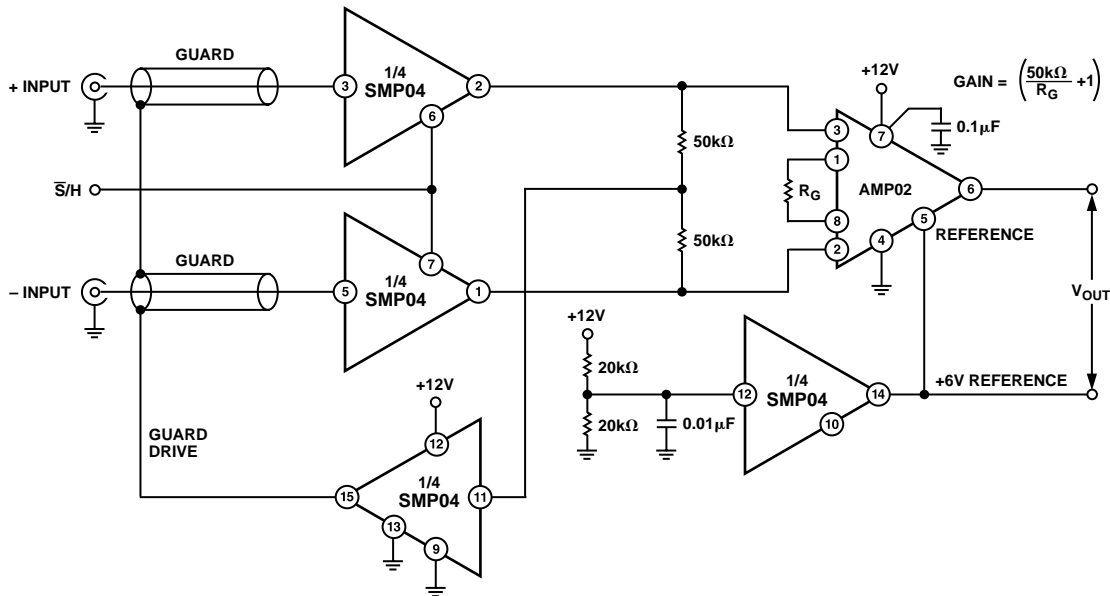 GUARD
+ INPUT
3
1/4
SMP04
2
6
S̅/H
GUARD
– INPUT
5
7
1/4
SMP04
1
50kΩ
50kΩ
+12V
GAIN = (50kΩ/R_G +1)
0.1µF
3
7
1
R_G
AMP02
6
8
5
2
4
REFERENCE
V_OUT
+12V
20kΩ
20kΩ
0.01µF
12
1/4
SMP04
14
10
+6V REFERENCE
GUARD
DRIVE
+12V
12
1/4
SMP04
15
11
13
9